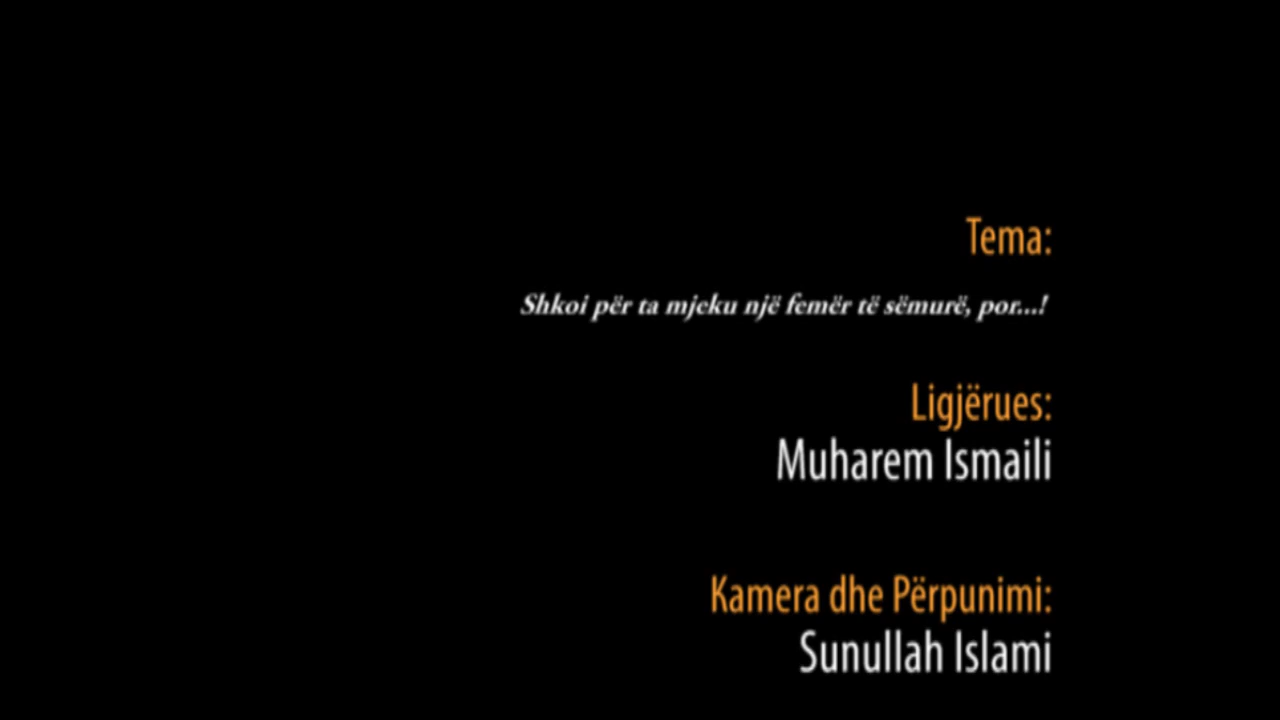 Tema:
Shkoi për ta mjeku një femër të sëmurë, por...!
Ligjërues:
Muharem Ismaili
Kamera dhe Përpunimi:
Sunullah Islami